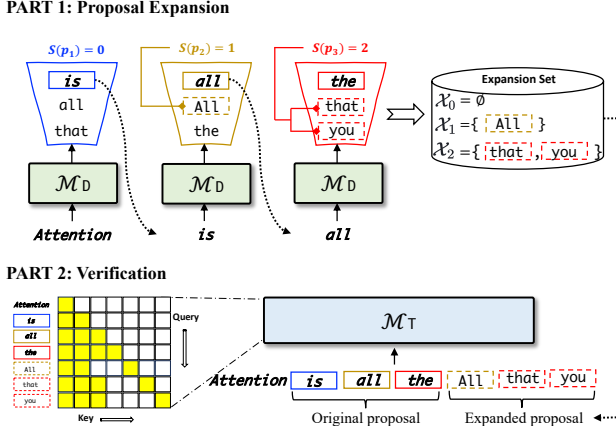 PART 1: Proposal Expansion
S(p₁) = 0
S(p₂) = 1
S(p₃) = 2
is
all
that
all
All
the
the
that
you
Expansion Set
𝒳₀ = ∅
𝒳₁ ={ All }
𝒳₂ ={ that , you }
ℳD
ℳD
ℳD
Attention
is
all
PART 2: Verification
Attention
is
all
the
All
that
you
Query
Key
ℳT
Attention is all the All that you
Original proposal
Expanded proposal